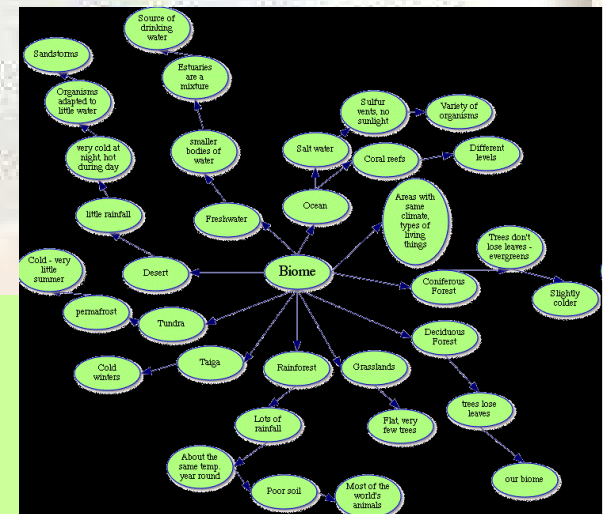 Source of
drinking
water
Sandstorms
Estuaries
are a
mixture
Organisms
adapted to
little water
Sulfur
vents, no
sunlight
Variety of
organisms
very cold at
night, hot
during day
smaller
bodies of
water
Salt water
Coral reefs
Different
levels
little rainfall
Freshwater
Ocean
Areas with
same
climate,
types of
living
things
Trees don't
lose leaves -
evergreens
Cold - very
little
summer
Desert
Biome
Coniferous
Forest
Slightly
colder
permafrost
Tundra
Deciduous
Forest
Cold
winters
Taiga
Rainforest
Grasslands
trees lose
leaves
Lots of
rainfall
Flat, very
few trees
About the
same temp.
year round
Poor soil
Most of the
world's
animals
our biome